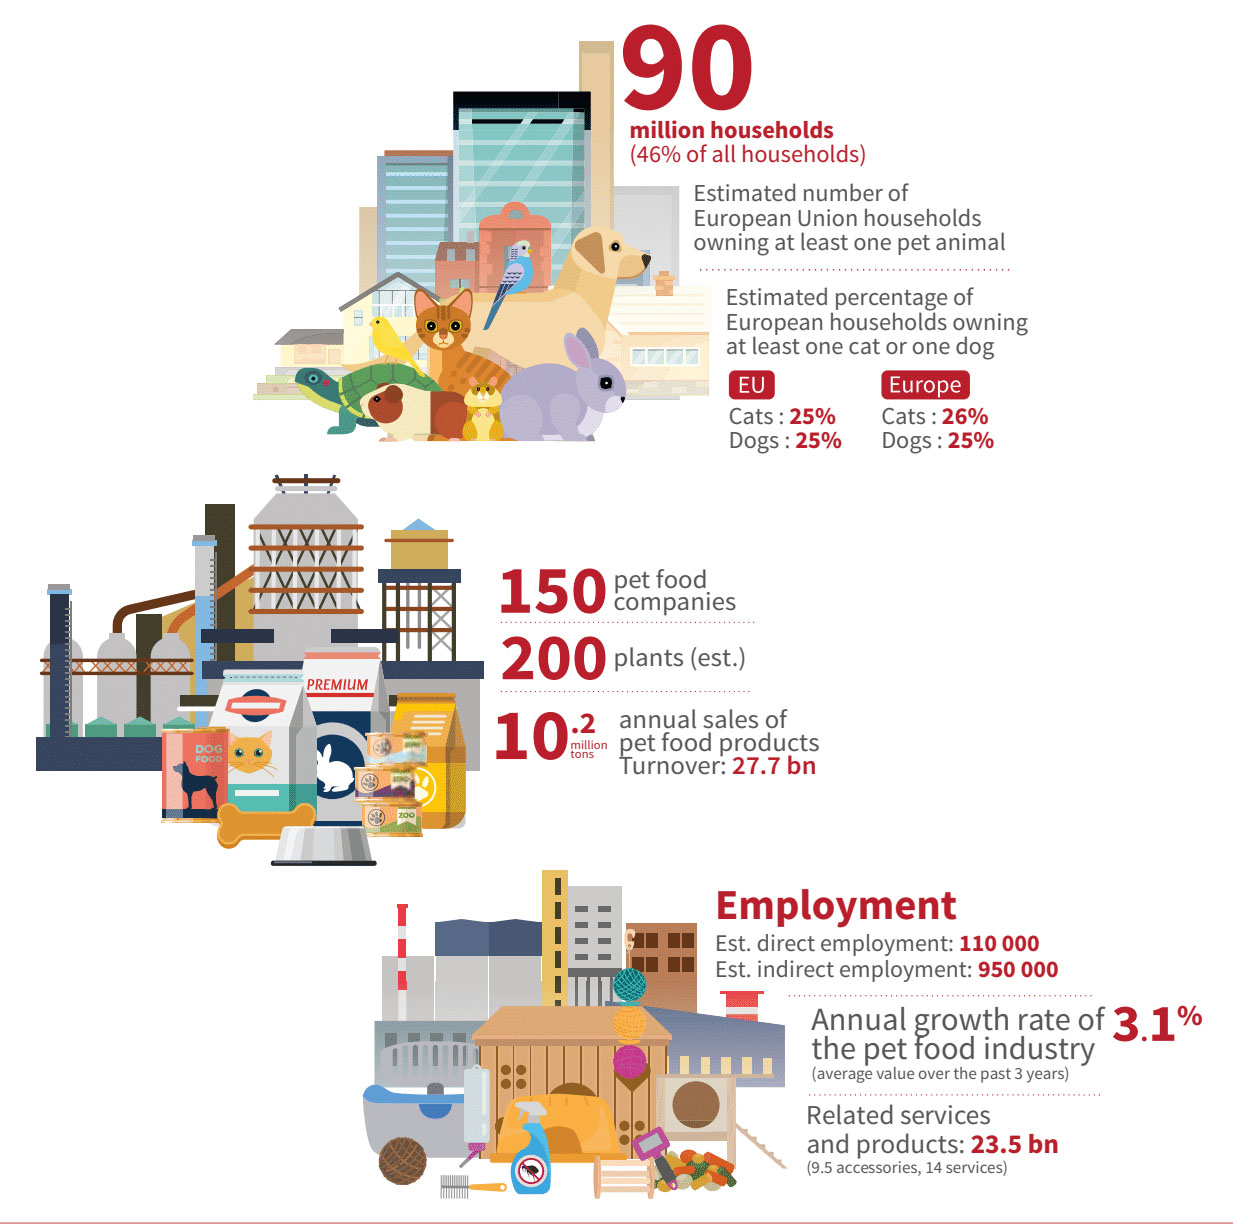 90
million households
(46% of all households)
Estimated number of
European Union households
owning at least one pet animal
Estimated percentage of
European households owning
at least one cat or one dog
EU
Cats : 25%
Dogs : 25%
Europe
Cats : 26%
Dogs : 25%
150 pet food
companies
200 plants (est.)
10.2
million
tons
annual sales of
pet food products
Turnover: 27.7 bn
PREMIUM
DOG
FOOD
ZOO
Employment
Est. direct employment: 110 000
Est. indirect employment: 950 000
Annual growth rate of 3.1%
the pet food industry
(average value over the past 3 years)
Related services
and products: 23.5 bn
(9.5 accessories, 14 services)